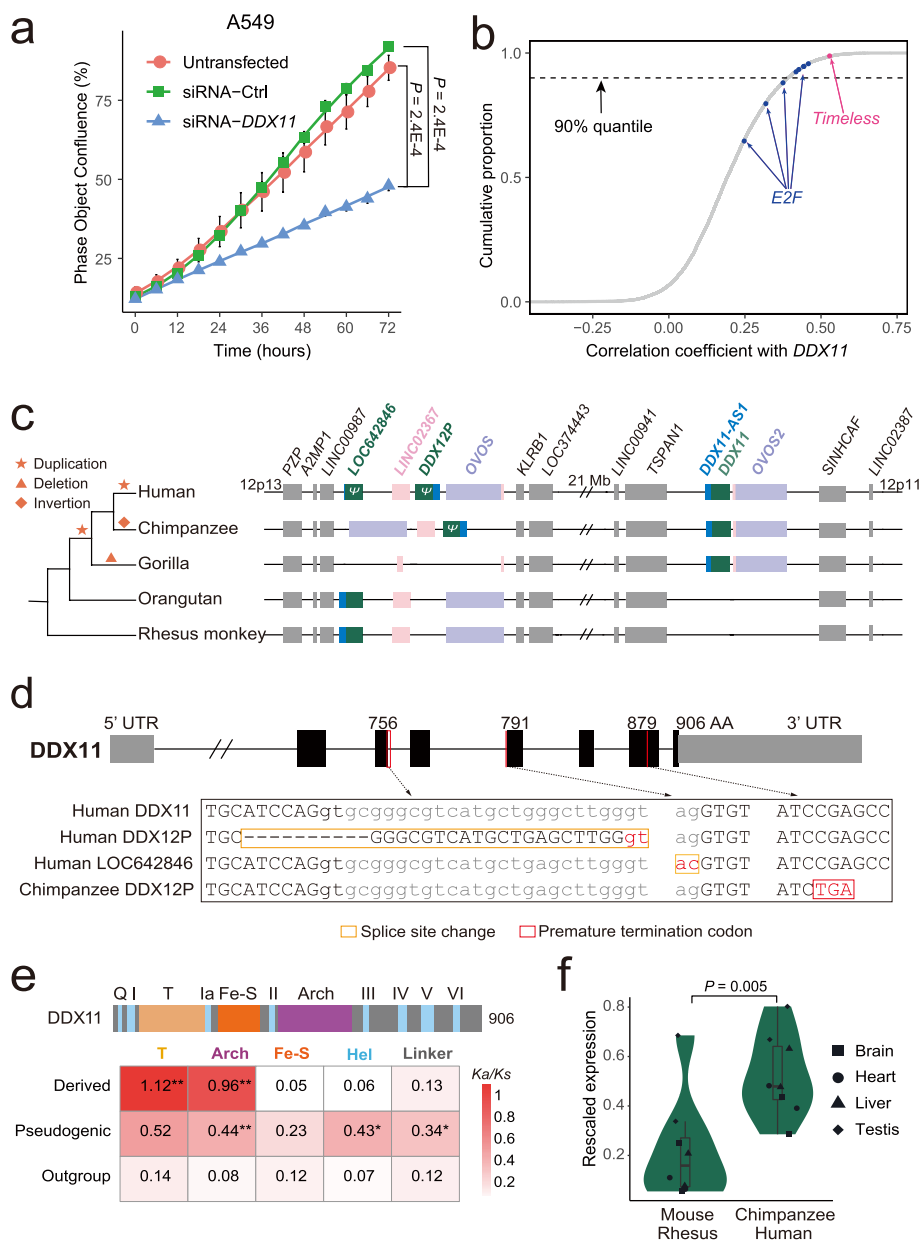 a
A549
Untransfected
siRNA−Ctrl
siRNA−DDX11
P = 2.4E-4
P = 2.4E-4
Phase Object Confluence (%)
75
50
25
0 12 24 36 48 60 72
Time (hours)
b
Cumulative proportion
1.0
0.5
0.0
90% quantile
Timeless
E2F
−0.25 0.00 0.25 0.50 0.75
Correlation coefficient with DDX11
c
PZP
A2MP1
LINC00987
LOC642846
LINC02367
DDX12P
OVOS
KLRB1
LOC374443
LINC00941
TSPAN1
DDX11-AS1
DDX11
OVOS2
SINHCAF
LINC02387
Duplication
Deletion
Invertion
12p13
21 Mb
12p11
Human
ψ ψ
Chimpanzee
ψ
Gorilla
Orangutan
Rhesus monkey
d
5' UTR 756 791 879 906 AA 3' UTR
DDX11
Human DDX11 TGCATCCAGgtgcgggcgtcatgctgggcttgggt agGTGT ATCCGAGCC
Human DDX12P TGC−−−−−−−−−−GGGCGTCATGCTGAGCTTGGgt
Human LOC642846 TGCATCCAGgtgcgggcgtcatgctgagcttgggt acGTGT ATCCGAGCC
Chimpanzee DDX12P TGCATCCAGgtgcgggcgtcatgctgagcttgggt agGTGT ATCTGA
Splice site change Premature termination codon
e
Q I T Ia Fe-S II Arch III IV V VI
DDX11 906
T Arch Fe-S Hel Linker
Ka/Ks
Derived 1.12** 0.96** 0.05 0.06 0.13
Pseudogenic 0.52 0.44** 0.23 0.43* 0.34*
Outgroup 0.14 0.08 0.12 0.07 0.12
1
0.8
0.6
0.4
0.2
f
P = 0.005
Rescaled expression
0.8
0.6
0.4
0.2
Brain
Heart
Liver
Testis
Mouse Chimpanzee
Rhesus Human